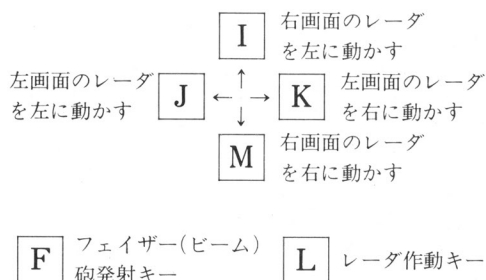 I
右画面のレーダ
を左に動かす
左画面のレーダ
を左に動かす
J
← ↑ ↓ →
K
左画面のレーダ
を右に動かす
M
右画面のレーダ
を右に動かす
F
フェイザー(ビーム)
砲発射キー
L
レーダ作動キー